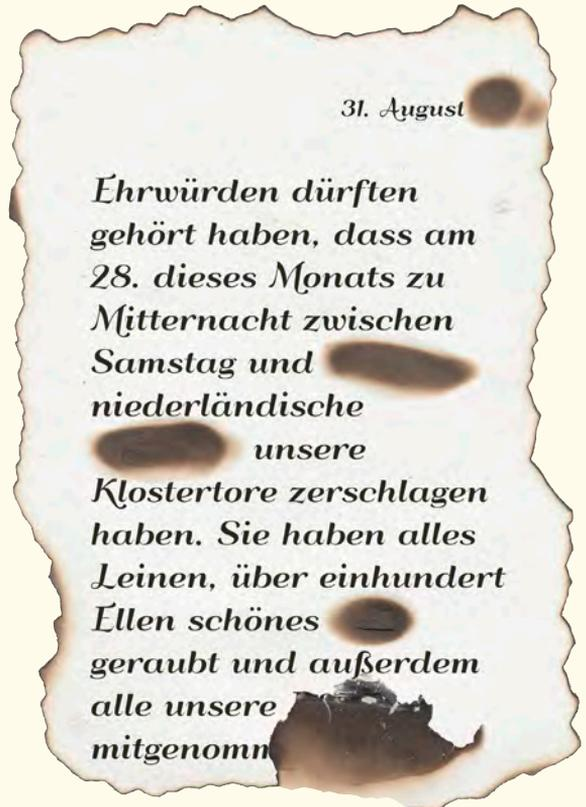 31. August
Ehrwürden dürften
gehört haben, dass am
28. dieses Monats zu
Mitternacht zwischen
Samstag und
niederländische
unsere
Klostertore zerschlagen
haben. Sie haben alles
Leinen, über einhundert
Ellen schönes
geraubt und außerdem
alle unsere
mitgenomm